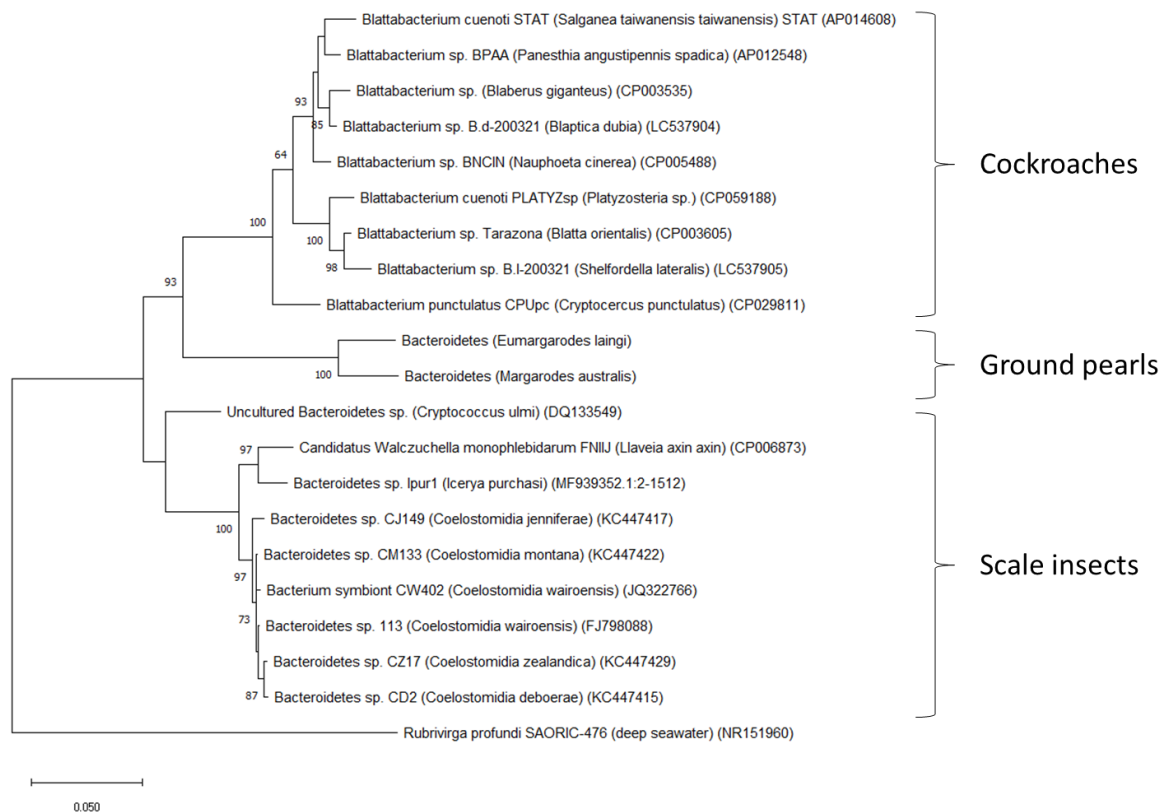 Blattabacterium cuenoti STAT (Salganea taiwanensis taiwanensis) STAT (AP014608)
Blattabacterium sp. BPAA (Panesthia angustipennis spadica) (AP012548)
Blattabacterium sp. (Blaberus giganteus) (CP003535)
93
85
Blattabacterium sp. B.d-200321 (Blaptica dubia) (LC537904)
64
Blattabacterium sp. BNCIN (Nauphoeta cinerea) (CP005488)
Cockroaches
Blattabacterium cuenoti PLATYZsp (Platyzosteria sp.) (CP059188)
100
100
Blattabacterium sp. Tarazona (Blatta orientalis) (CP003605)
98
Blattabacterium sp. B.l-200321 (Shelfordella lateralis) (LC537905)
93
Blattabacterium punctulatus CPUpc (Cryptocercus punctulatus) (CP029811)
Bacteroidetes (Eumargarodes laingi)
Ground pearls
100
Bacteroidetes (Margarodes australis)
Uncultured Bacteroidetes sp. (Cryptococcus ulmi) (DQ133549)
97
Candidatus Walczuchella monophlebidarum FNIIJ (Llaveia axin axin) (CP006873)
Bacteroidetes sp. Ipur1 (Icerya purchasi) (MF939352.1:2-1512)
100
Bacteroidetes sp. CJ149 (Coelostomidia jenniferae) (KC447417)
Bacteroidetes sp. CM133 (Coelostomidia montana) (KC447422)
Scale insects
97
Bacterium symbiont CW402 (Coelostomidia wairoensis) (JQ322766)
73
Bacteroidetes sp. 113 (Coelostomidia wairoensis) (FJ798088)
Bacteroidetes sp. CZ17 (Coelostomidia zealandica) (KC447429)
87
Bacteroidetes sp. CD2 (Coelostomidia deboerae) (KC447415)
Rubrivirga profundi SAORIC-476 (deep seawater) (NR151960)
0.050